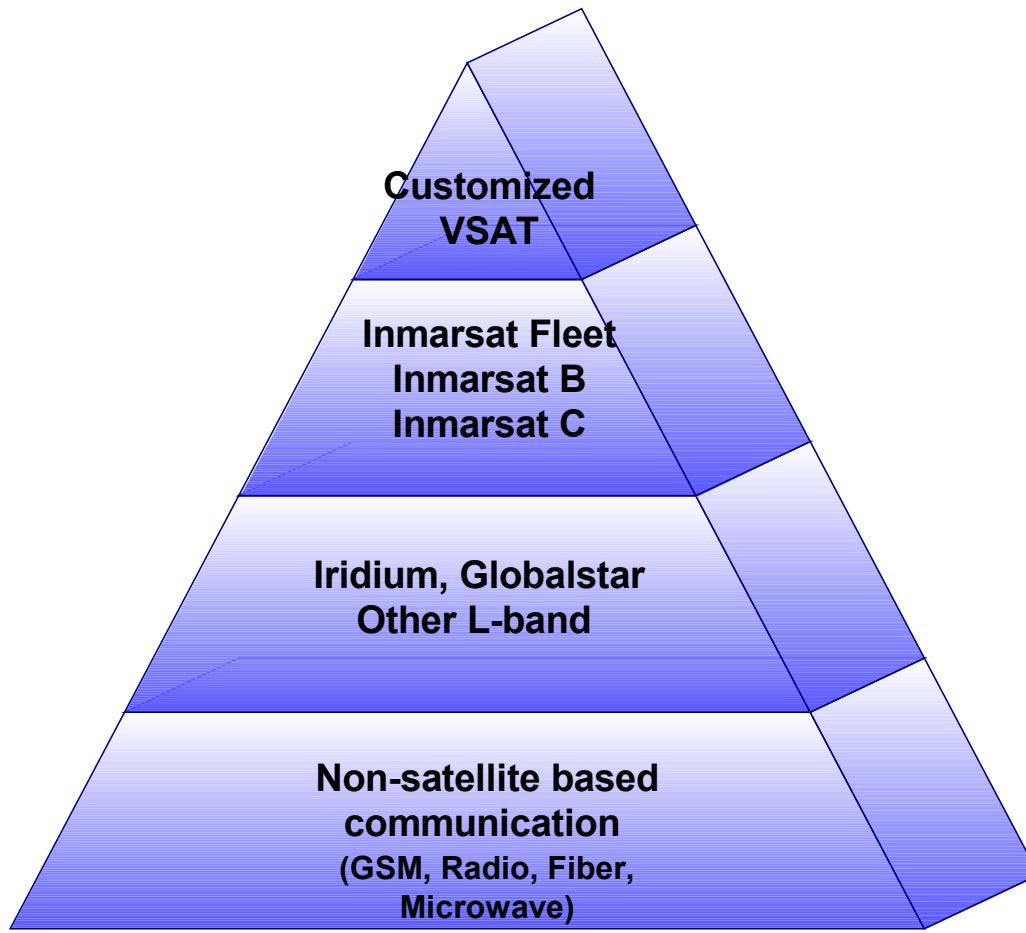 Customized
VSAT
Inmarsat Fleet
Inmarsat B
Inmarsat C
Iridium, Globalstar
Other L-band
Non-satellite based
communication
(GSM, Radio, Fiber,
Microwave)